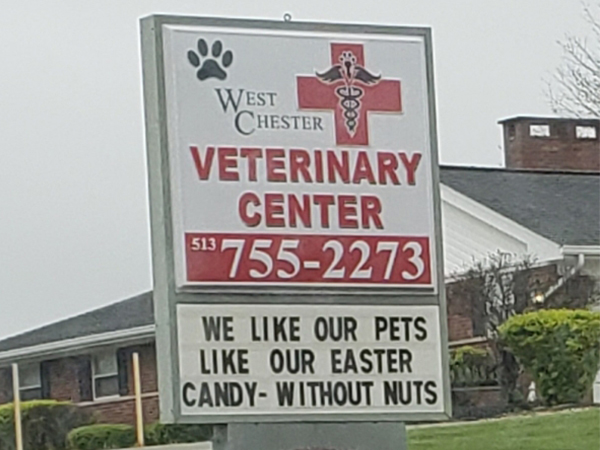 WEST
CHESTER
VETERINARY
CENTER
513 755-2273
WE LIKE OUR PETS
LIKE OUR EASTER
CANDY- WITHOUT NUTS